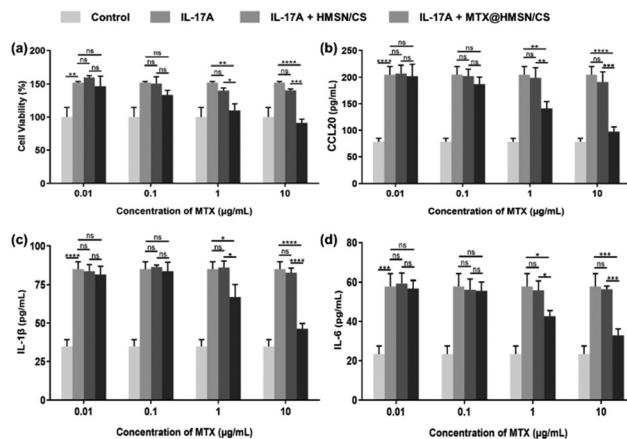 Control IL-17A IL-17A + HMSN/CS IL-17A + MTX@HMSN/CS
(a)
Cell Viability (%)
200
150
100
50
0
ns
** ns ns
ns
ns ns
**
ns *
****
ns ***
0.01 0.1 1 10
Concentration of MTX (µg/mL)
(b)
CCL20 (pg/mL)
250
200
150
100
50
0
ns
**** ns ns
ns
ns ns
**
ns **
****
ns ***
0.01 0.1 1 10
Concentration of MTX (µg/mL)
(c)
IL-1β (pg/mL)
100
75
50
25
0
ns
**** ns ns
ns
ns ns
*
ns *
****
ns ****
0.01 0.1 1 10
Concentration of MTX (µg/mL)
(d)
IL-6 (pg/mL)
80
60
40
20
0
ns
*** ns ns
ns
ns ns
*
ns *
***
ns ***
0.01 0.1 1 10
Concentration of MTX (µg/mL)